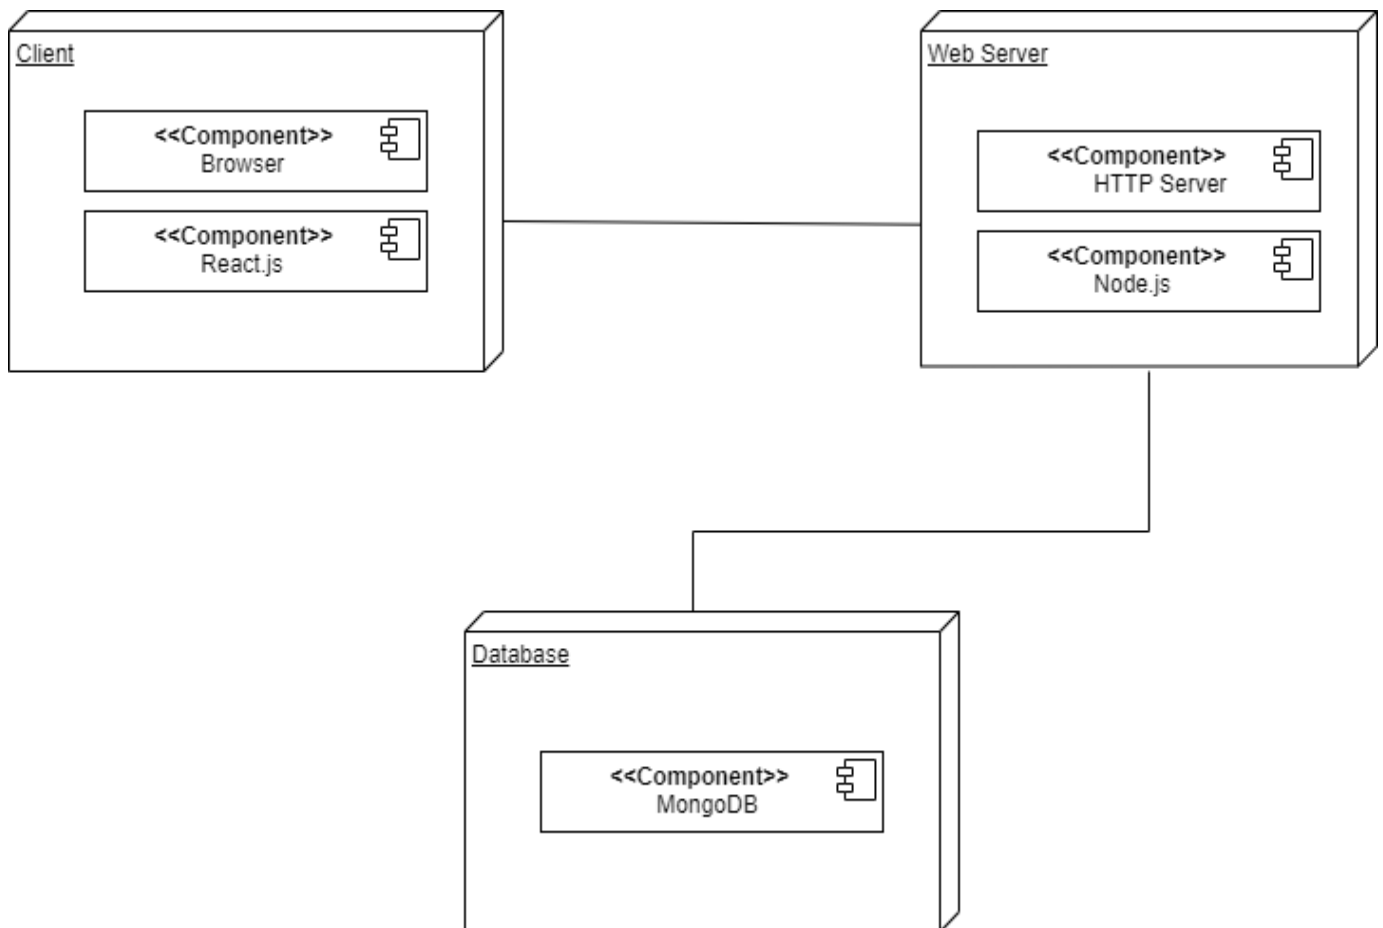 Client
<<Component>>
Browser
<<Component>>
React.js
Web Server
<<Component>>
HTTP Server
<<Component>>
Node.js
Database
<<Component>>
MongoDB